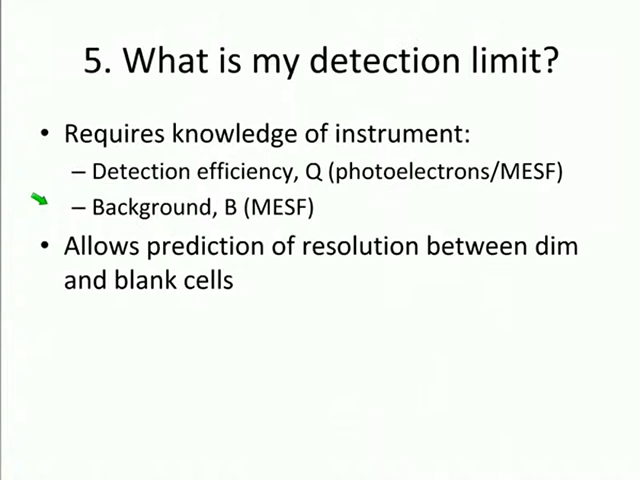 5. What is my detection limit?
• Requires knowledge of instrument:
– Detection efficiency, Q (photoelectrons/MESF)
– Background, B (MESF)
• Allows prediction of resolution between dim
and blank cells